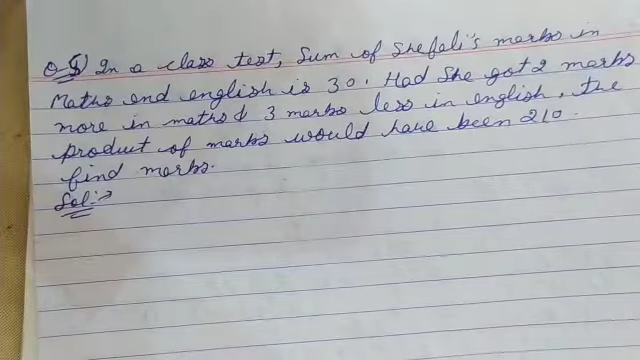 Q-5) In a class test, Sum of Shefali's marks in
Maths and english is 30. Had she got 2 marks
more in maths & 3 marks less in english, the
product of marks would have been 210.
find marks.
Sol:→